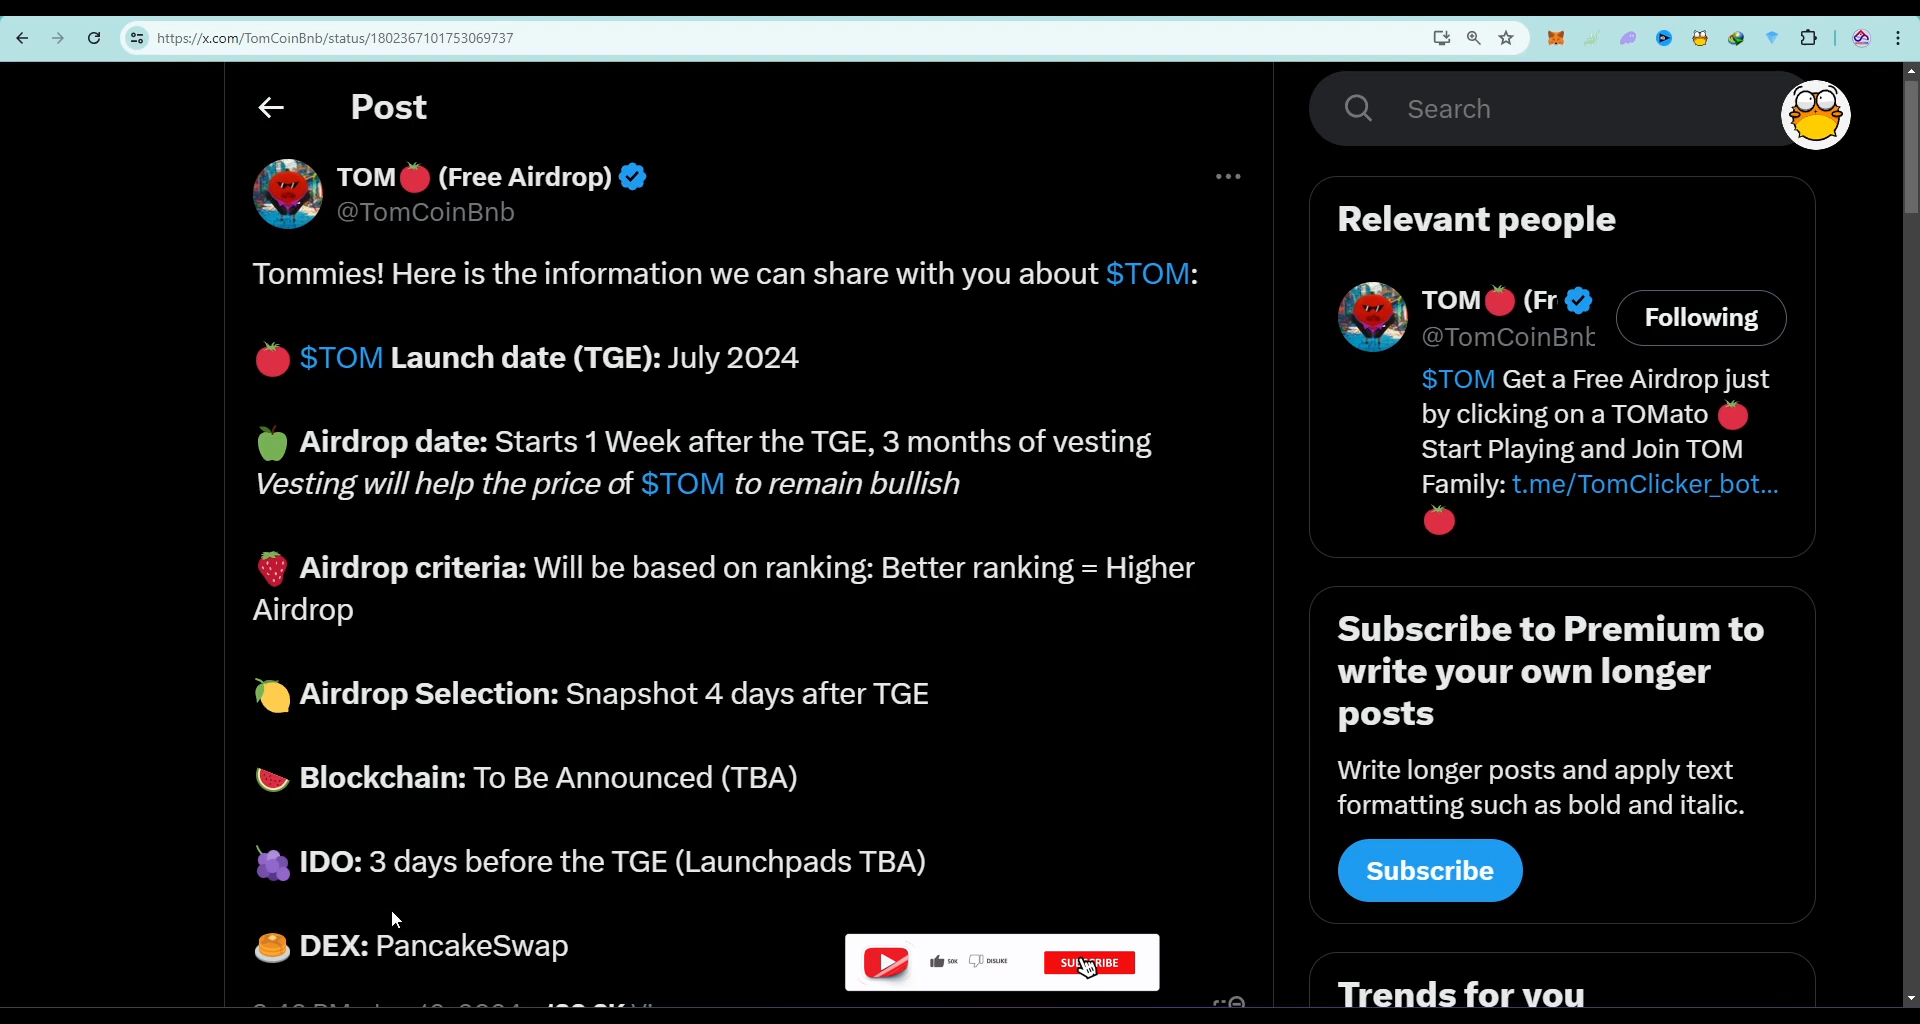 https://x.com/TomCoinBnb/status/1802367101753069737
Post
TOM🍅 (Free Airdrop)
@TomCoinBnb
Tommies! Here is the information we can share with you about $TOM:
🍅 $TOM Launch date (TGE): July 2024
🍏 Airdrop date: Starts 1 Week after the TGE, 3 months of vesting
Vesting will help the price of $TOM to remain bullish
🍓 Airdrop criteria: Will be based on ranking: Better ranking = Higher
Airdrop
🍋 Airdrop Selection: Snapshot 4 days after TGE
🍉 Blockchain: To Be Announced (TBA)
🍇 IDO: 3 days before the TGE (Launchpads TBA)
🥞 DEX: PancakeSwap
50K
DISLIKE
SUBSCRIBE
Search
Relevant people
TOM🍅 (Fr
Following
@TomCoinBnb
$TOM Get a Free Airdrop just
by clicking on a TOMato 🍅
Start Playing and Join TOM
Family: t.me/TomClicker_bot...
🍅
Subscribe to Premium to
write your own longer
posts
Write longer posts and apply text
formatting such as bold and italic.
Subscribe
Trends for you